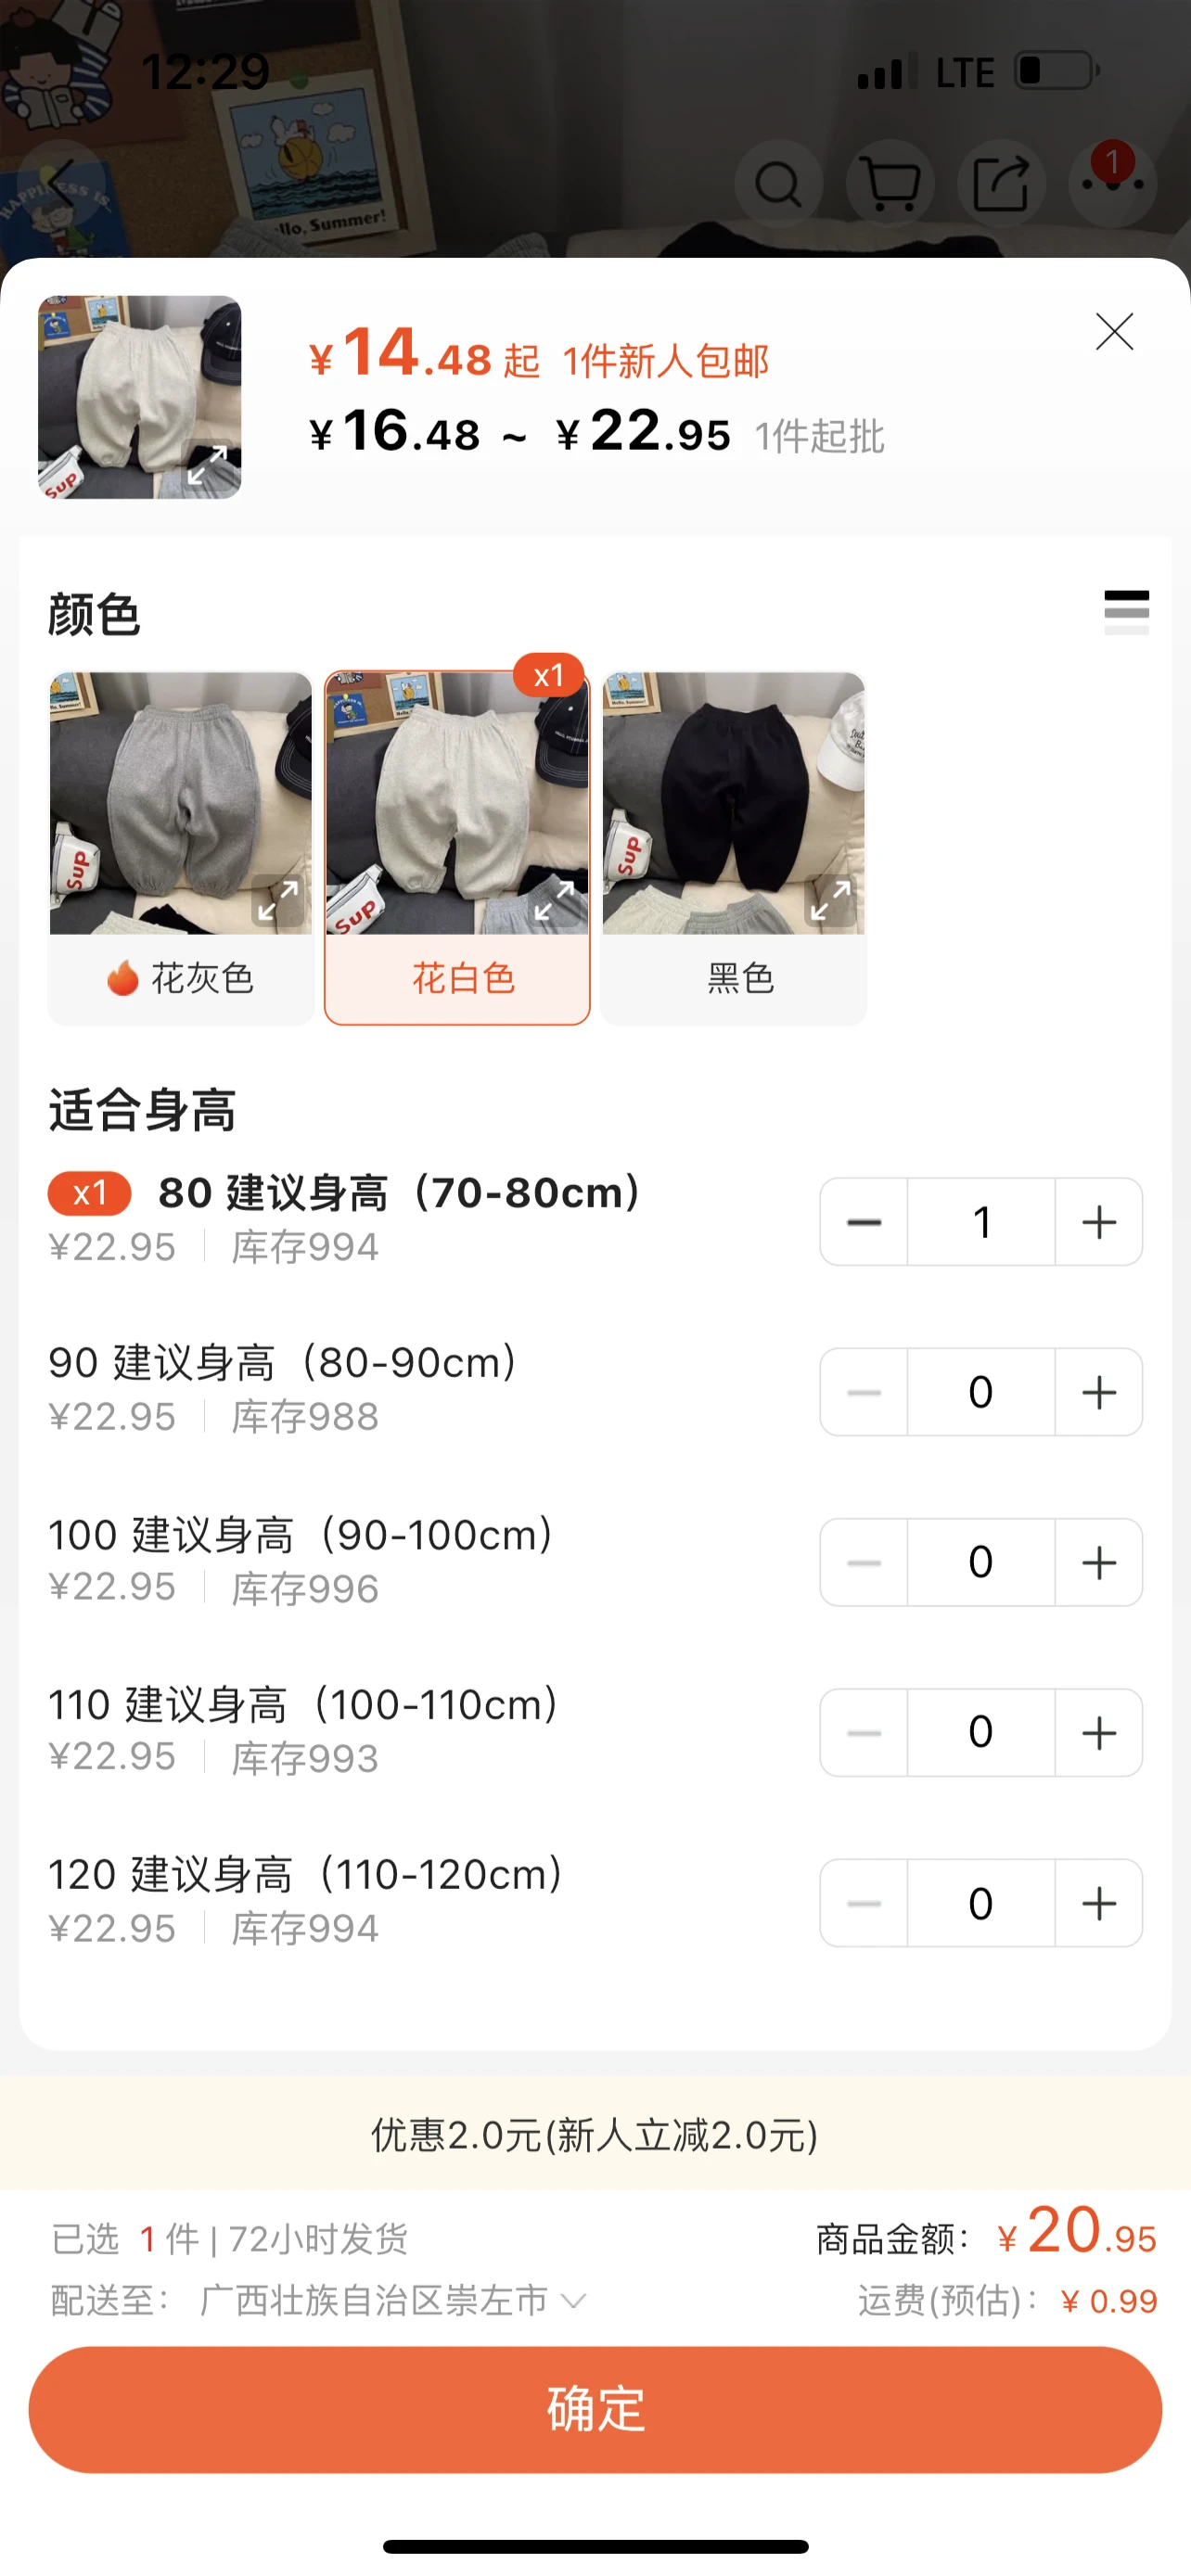 12:29
LTE
HAPPINESS IS
llo, Summer!
1
Sup
¥14.48 起 1件新人包邮
¥16.48 ~ ¥22.95 1件起批
颜色
x1
Sup
Sup
Sup
花灰色
花白色
黑色
适合身高
x1 80 建议身高（70-80cm）
¥22.95 库存994
1
90 建议身高（80-90cm）
¥22.95 库存988
0
100 建议身高（90-100cm）
¥22.95 库存996
0
110 建议身高（100-110cm）
¥22.95 库存993
0
120 建议身高（110-120cm）
¥22.95 库存994
0
优惠2.0元(新人立减2.0元)
已选 1 件 | 72小时发货
商品金额：¥20.95
配送至： 广西壮族自治区崇左市
运费(预估)：¥0.99
确定